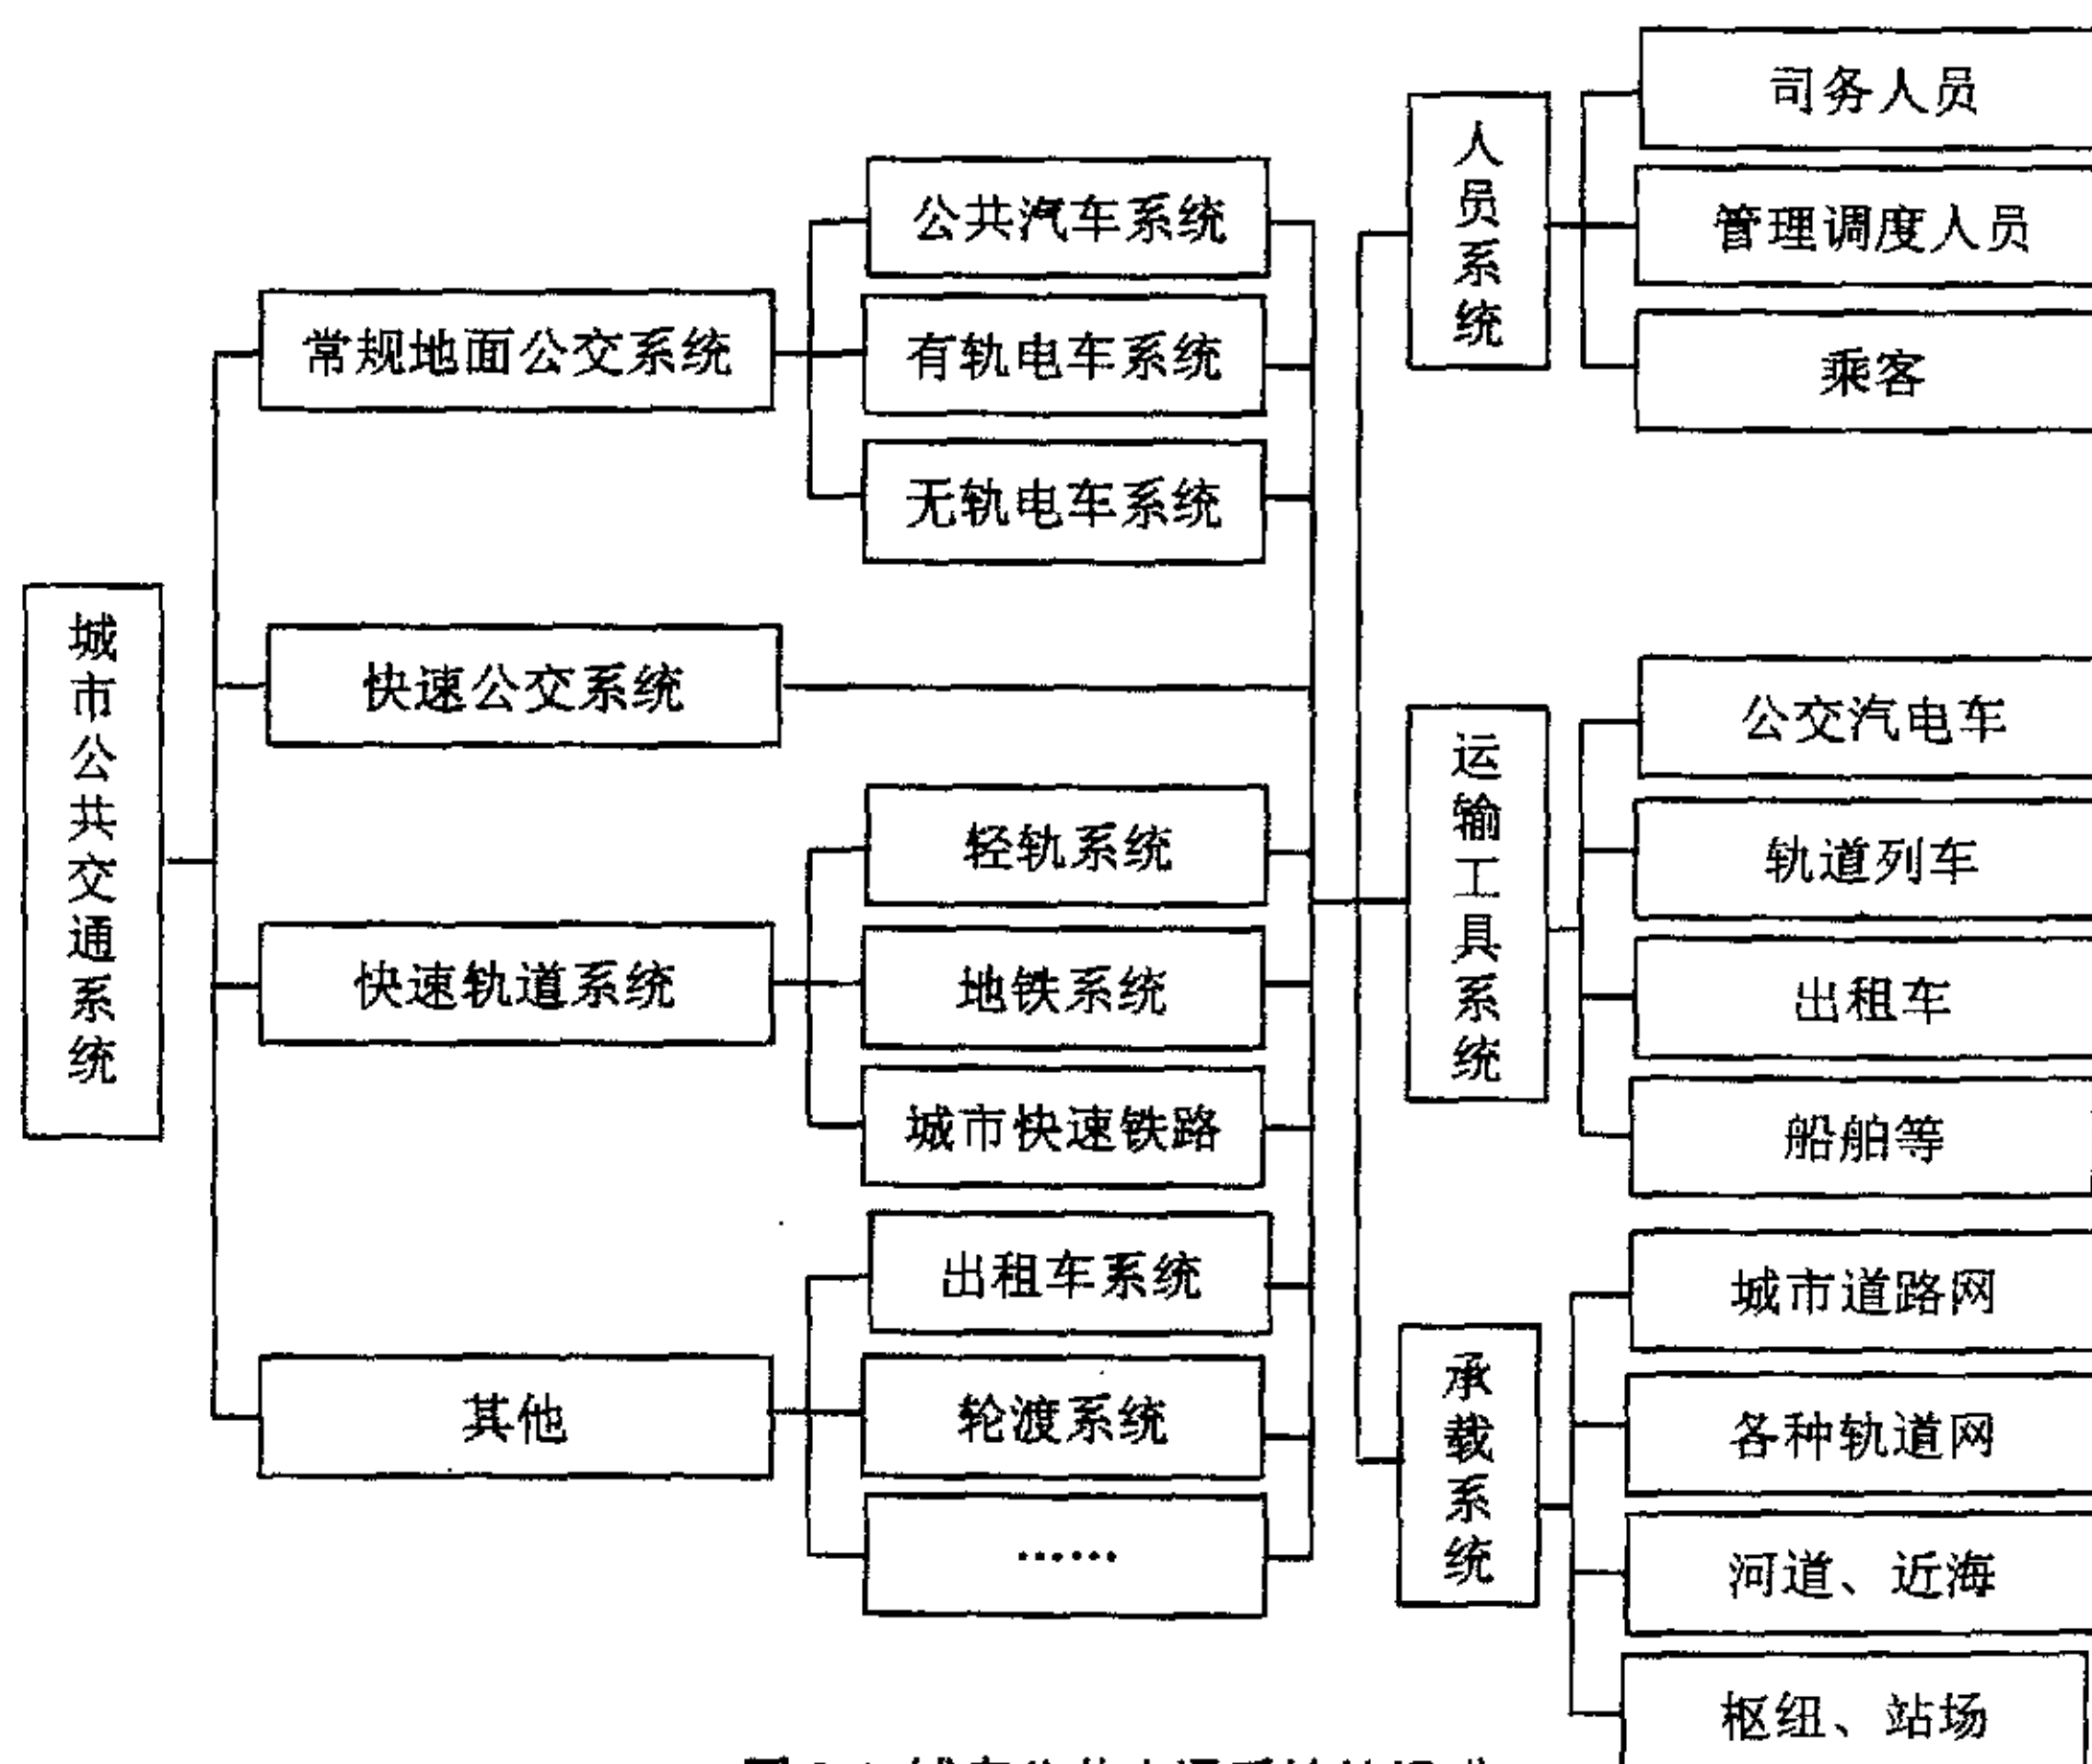 城市公共交通系统
常规地面公交系统
快速公交系统
快速轨道系统
其他
公共汽车系统
有轨电车系统
无轨电车系统
轻轨系统
地铁系统
城市快速铁路
出租车系统
轮渡系统
……
人员系统
运输工具系统
承载系统
司务人员
管理调度人员
乘客
公交汽电车
轨道列车
出租车
船舶等
城市道路网
各种轨道网
河道、近海
枢纽、站场